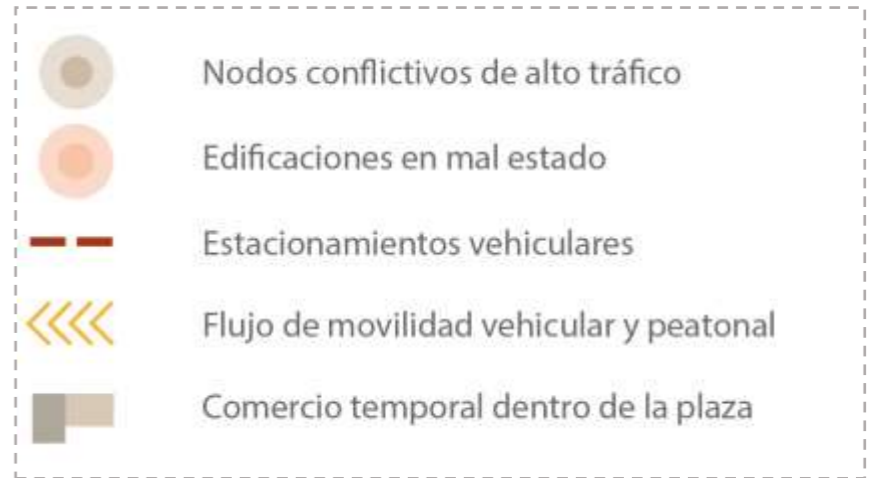 Nodos conflictivos de alto tráfico
Edificaciones en mal estado
Estacionamientos vehiculares
Flujo de movilidad vehicular y peatonal
Comercio temporal dentro de la plaza